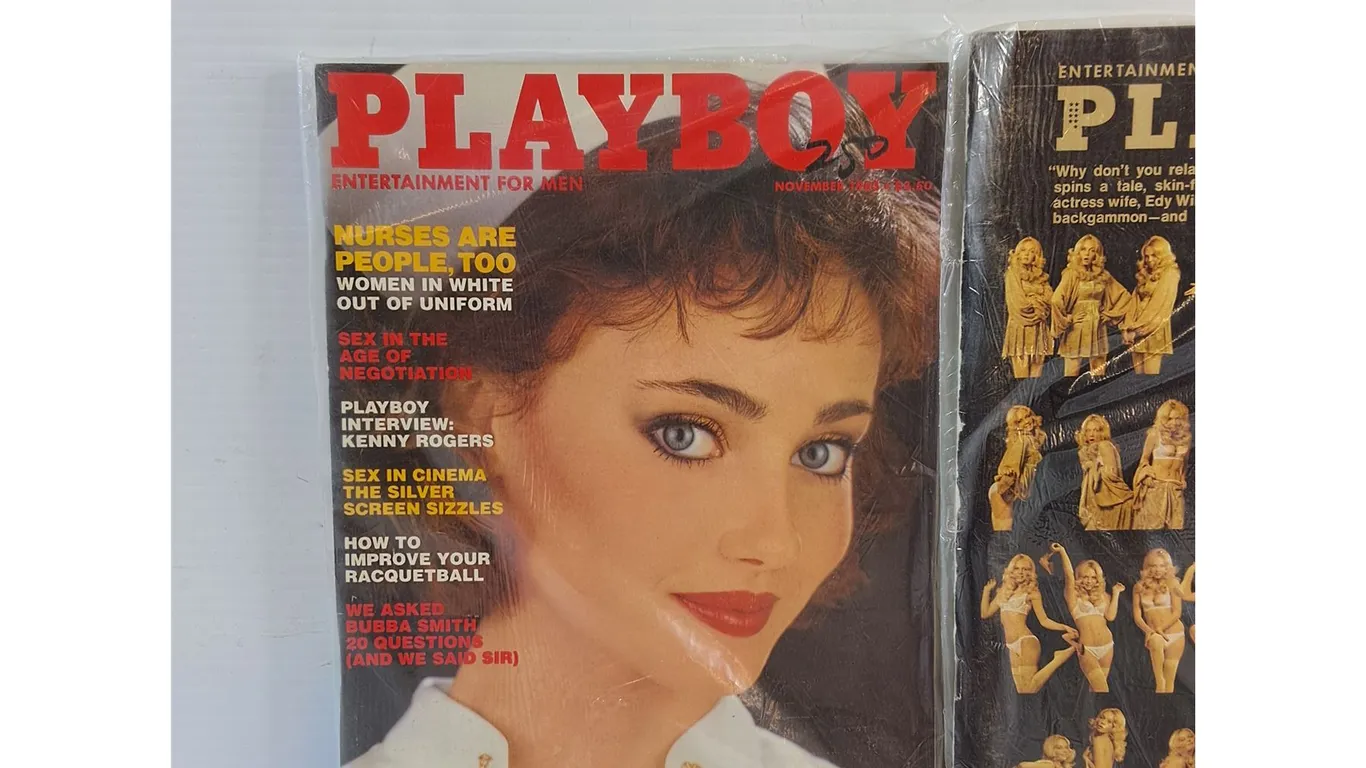 PLAYBOY
250
ENTERTAINMENT FOR MEN
NOVEMBER
NURSES ARE
PEOPLE, TOO
WOMEN IN WHITE
OUT OF UNIFORM
SEX IN THE
AGE OF
NEGOTIATION
PLAYBOY
INTERVIEW:
KENNY ROGERS
SEX IN CINEMA
THE SILVER
SCREEN SIZZLES
HOW TO
IMPROVE YOUR
RACQUETBALL
WE ASKED
BUBBA SMITH
20 QUESTIONS
(AND WE SAID SIR)
ENTERTAINMEN
PL
"Why don't you rela
spins a tale, skin-f
actress wife, Edy Wi
backgammon—and